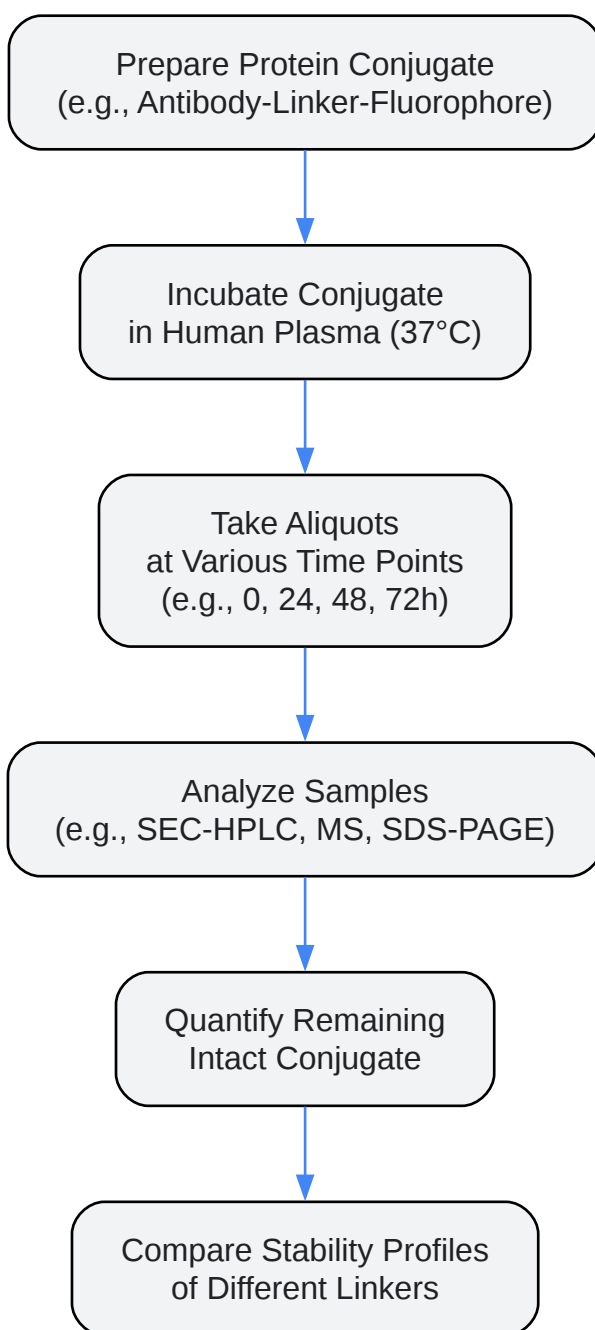 Prepare Protein Conjugate
(e.g., Antibody-Linker-Fluorophore)
Incubate Conjugate
in Human Plasma (37°C)
Take Aliquots
at Various Time Points
(e.g., 0, 24, 48, 72h)
Analyze Samples
(e.g., SEC-HPLC, MS, SDS-PAGE)
Quantify Remaining
Intact Conjugate
Compare Stability Profiles
of Different Linkers